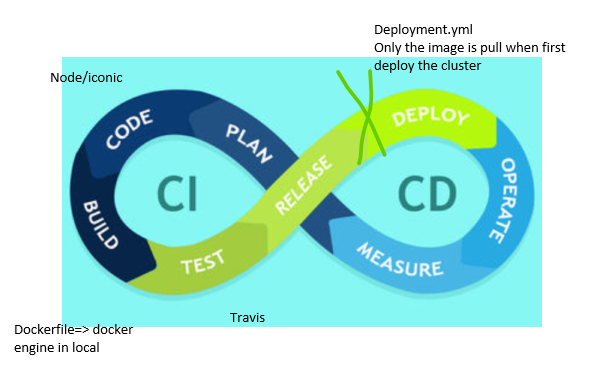 Deployment.yml
Only the image is pull when first
deploy the cluster
Node/iconic
CODE
PLAN
DEPLOY
RELEASE
CI
CD
OPERATE
BUILD
TEST
MEASURE
Travis
Dockerfile=> docker
engine in local